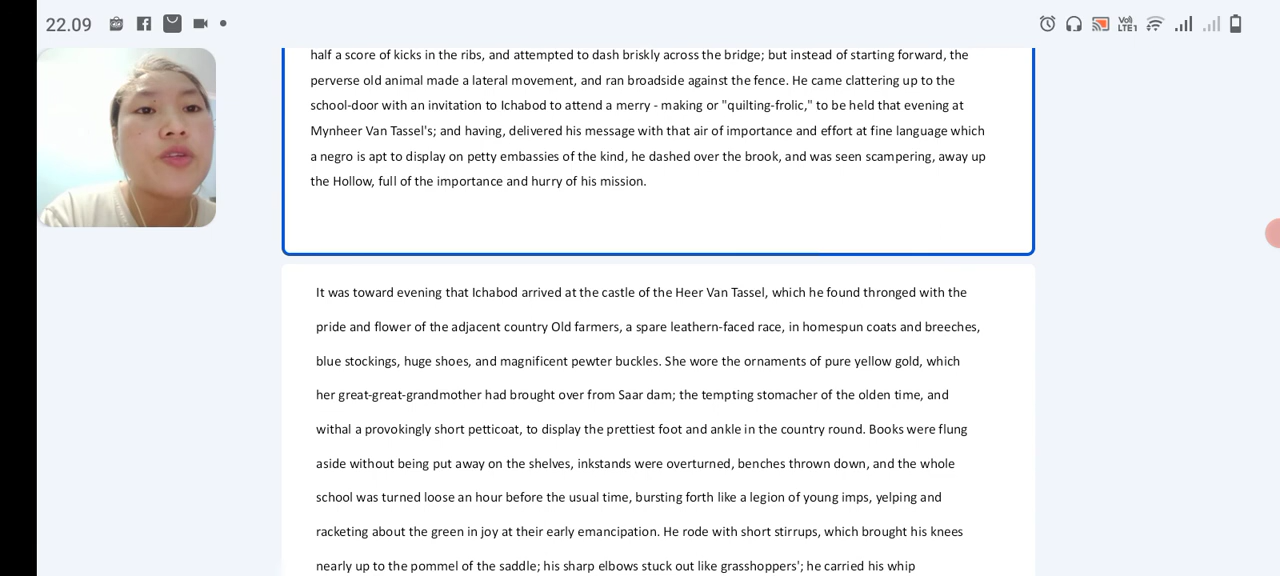 22.09
VoD
LTE1
half a score of kicks in the ribs, and attempted to dash briskly across the bridge; but instead of starting forward, the
perverse old animal made a lateral movement, and ran broadside against the fence. He came clattering up to the
school-door with an invitation to Ichabod to attend a merry - making or "quilting-frolic," to be held that evening at
Mynheer Van Tassel's; and having, delivered his message with that air of importance and effort at fine language which
a negro is apt to display on petty embassies of the kind, he dashed over the brook, and was seen scampering, away up
the Hollow, full of the importance and hurry of his mission.
It was toward evening that Ichabod arrived at the castle of the Heer Van Tassel, which he found thronged with the
pride and flower of the adjacent country Old farmers, a spare leathern-faced race, in homespun coats and breeches,
blue stockings, huge shoes, and magnificent pewter buckles. She wore the ornaments of pure yellow gold, which
her great-great-grandmother had brought over from Saar dam; the tempting stomacher of the olden time, and
withal a provokingly short petticoat, to display the prettiest foot and ankle in the country round. Books were flung
aside without being put away on the shelves, inkstands were overturned, benches thrown down, and the whole
school was turned loose an hour before the usual time, bursting forth like a legion of young imps, yelping and
racketing about the green in joy at their early emancipation. He rode with short stirrups, which brought his knees
nearly up to the pommel of the saddle; his sharp elbows stuck out like grasshoppers'; he carried his whip